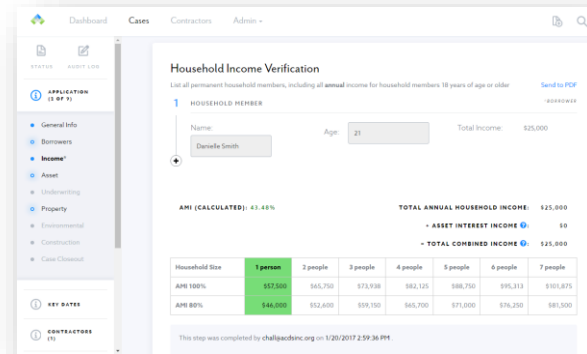 Dashboard Cases Contractors Admin
STATUS AUDIT LOG
APPLICATION
(2 OF 9)
General Info
Borrowers
Income*
Asset
Underwriting
Property
Environmental
Construction
Case Closeout
KEY DATES
CONTRACTORS
(1)
Household Income Verification
List all permanent household members, including all annual income for household members 18 years of age or older Send to PDF
1 HOUSEHOLD MEMBER *BORROWER
Name: Age: 21 Total Income: $25,000
Danielle Smith
AMI (CALCULATED): 43.48% TOTAL ANNUAL HOUSEHOLD INCOME: $25,000
+ ASSET INTEREST INCOME ?: $0
= TOTAL COMBINED INCOME ?: $25,000
Household Size 1 person 2 people 3 people 4 people 5 people 6 people 7 people
AMI 100% $57,500 $65,750 $73,938 $82,125 $88,750 $95,313 $101,875
AMI 80% $46,000 $52,600 $59,150 $65,700 $71,000 $76,250 $81,500
This step was completed by chall@acdsinc.org on 1/20/2017 2:59:36 PM .